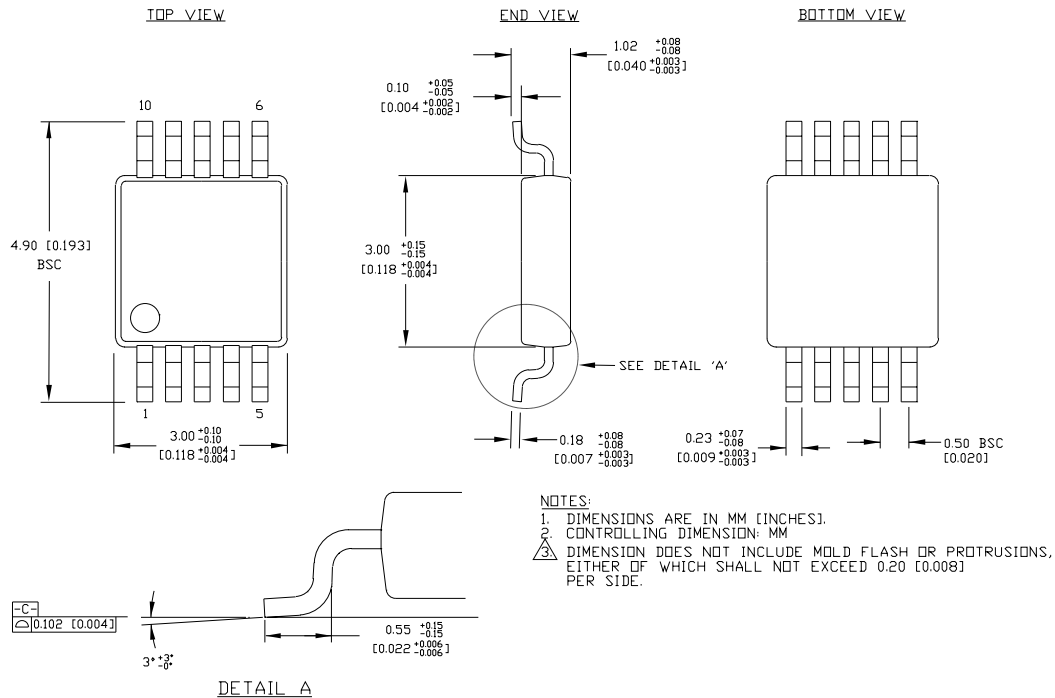 TOP VIEW
END VIEW
BOTTOM VIEW
1.02 +0.08 -0.08
[0.040 +0.003 -0.003]
0.10 +0.05 -0.05
[0.004 +0.002 -0.002]
10
6
4.90 [0.193]
BSC
3.00 +0.15 -0.15
[0.118 +0.004 -0.004]
SEE DETAIL 'A'
1
5
3.00 +0.10 -0.10
[0.118 +0.004 -0.004]
0.18 +0.08 -0.08
[0.007 +0.003 -0.003]
0.23 +0.07 -0.08
[0.009 +0.003 -0.003]
0.50 BSC
[0.020]
NOTES:
1. DIMENSIONS ARE IN MM [INCHES].
2. CONTROLLING DIMENSION: MM
3. DIMENSION DOES NOT INCLUDE MOLD FLASH OR PROTRUSIONS,
EITHER OF WHICH SHALL NOT EXCEED 0.20 [0.008]
PER SIDE.
-C-
0.102 [0.004]
3° +3° -0°
0.55 +0.15 -0.15
[0.022 +0.006 -0.006]
DETAIL A